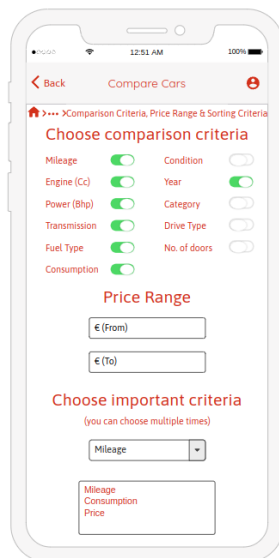 12:51 AM 100%
Back Compare Cars
>••• >Comparison Criteria, Price Range & Sorting Criteria
Choose comparison criteria
Mileage Condition
Engine (Cc) Year
Power (Bhp) Category
Transmission Drive Type
Fuel Type No. of doors
Consumption
Price Range
€ (From)
€ (To)
Choose important criteria
(you can choose multiple times)
Mileage
Mileage
Consumption
Price